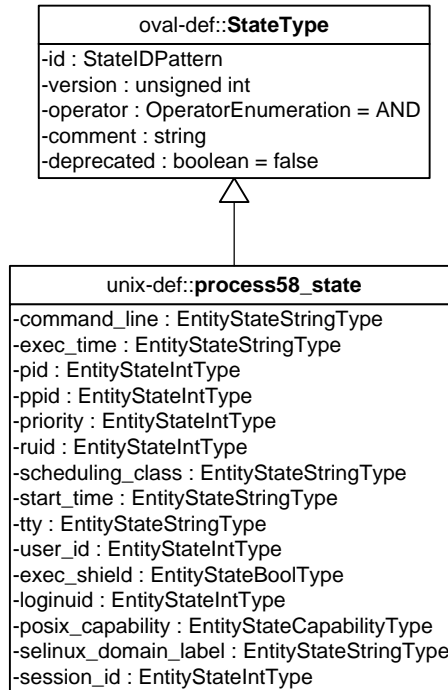 oval-def::StateType
-id : StateIDPattern
-version : unsigned int
-operator : OperatorEnumeration = AND
-comment : string
-deprecated : boolean = false
unix-def::process58_state
-command_line : EntityStateStringType
-exec_time : EntityStateStringType
-pid : EntityStateIntType
-ppid : EntityStateIntType
-priority : EntityStateIntType
-ruid : EntityStateIntType
-scheduling_class : EntityStateStringType
-start_time : EntityStateStringType
-tty : EntityStateStringType
-user_id : EntityStateIntType
-exec_shield : EntityStateBoolType
-loginuid : EntityStateIntType
-posix_capability : EntityStateCapabilityType
-selinux_domain_label : EntityStateStringType
-session_id : EntityStateIntType